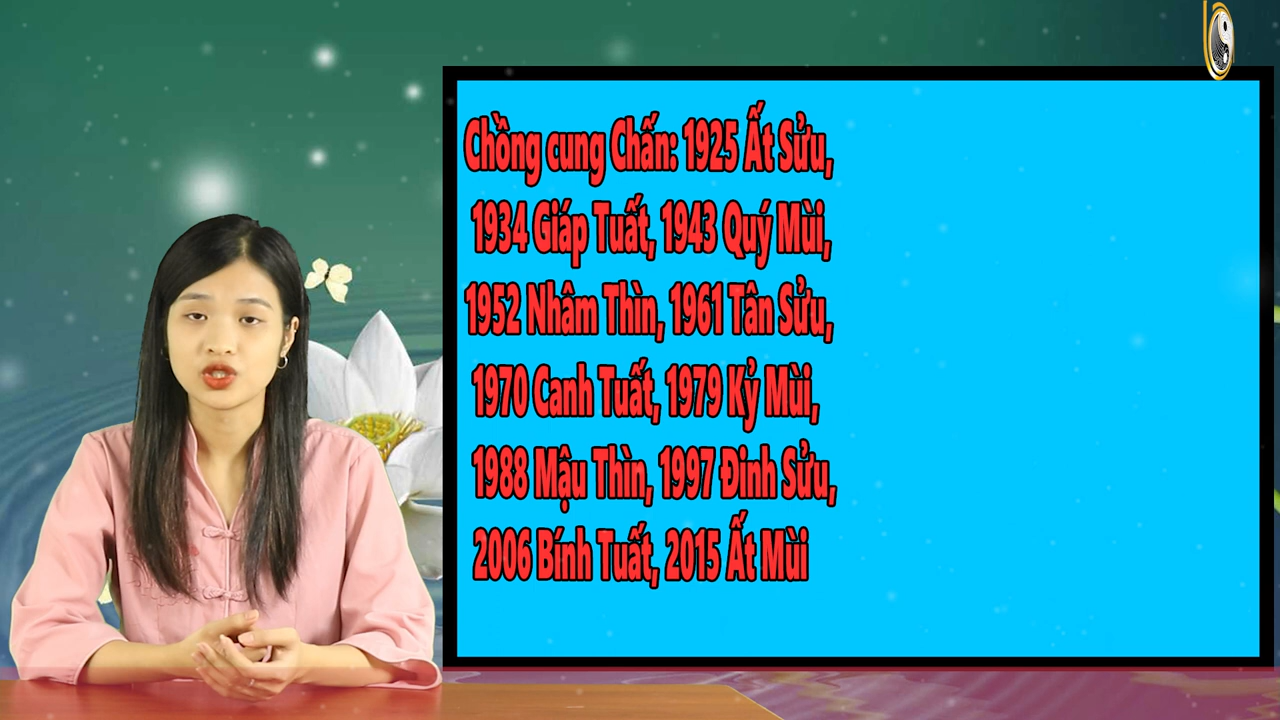 Chồng cung Chấn: 1925 Ất Sửu,
1934 Giáp Tuất, 1943 Quý Mùi,
1952 Nhâm Thìn, 1961 Tân Sửu,
1970 Canh Tuất, 1979 Kỷ Mùi,
1988 Mậu Thìn, 1997 Đinh Sửu,
2006 Bính Tuất, 2015 Ất Mùi